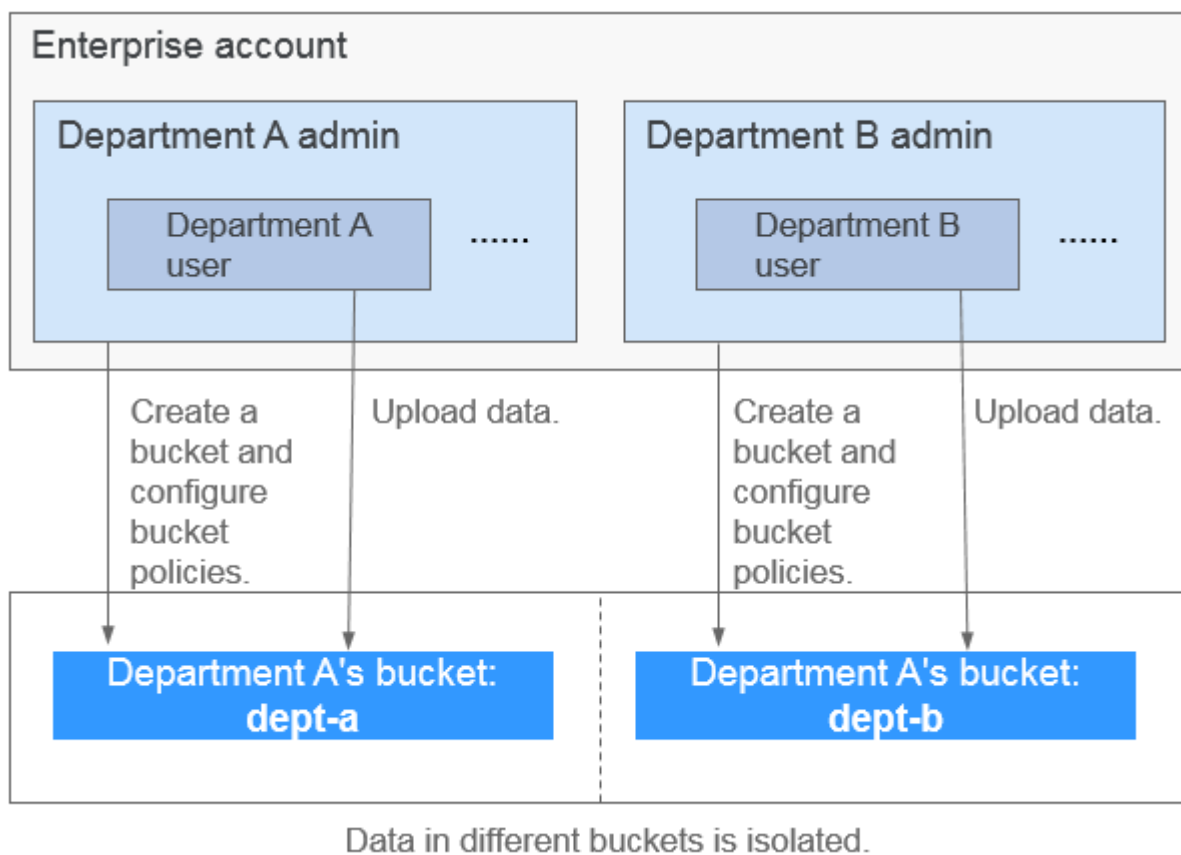 Enterprise account
Department A admin
Department A
user
......
Department B admin
Department B
user
......
Create a
bucket and
configure
bucket
policies.
Upload data.
Create a
bucket and
configure
bucket
policies.
Upload data.
Department A's bucket:
dept-a
Department A's bucket:
dept-b
Data in different buckets is isolated.